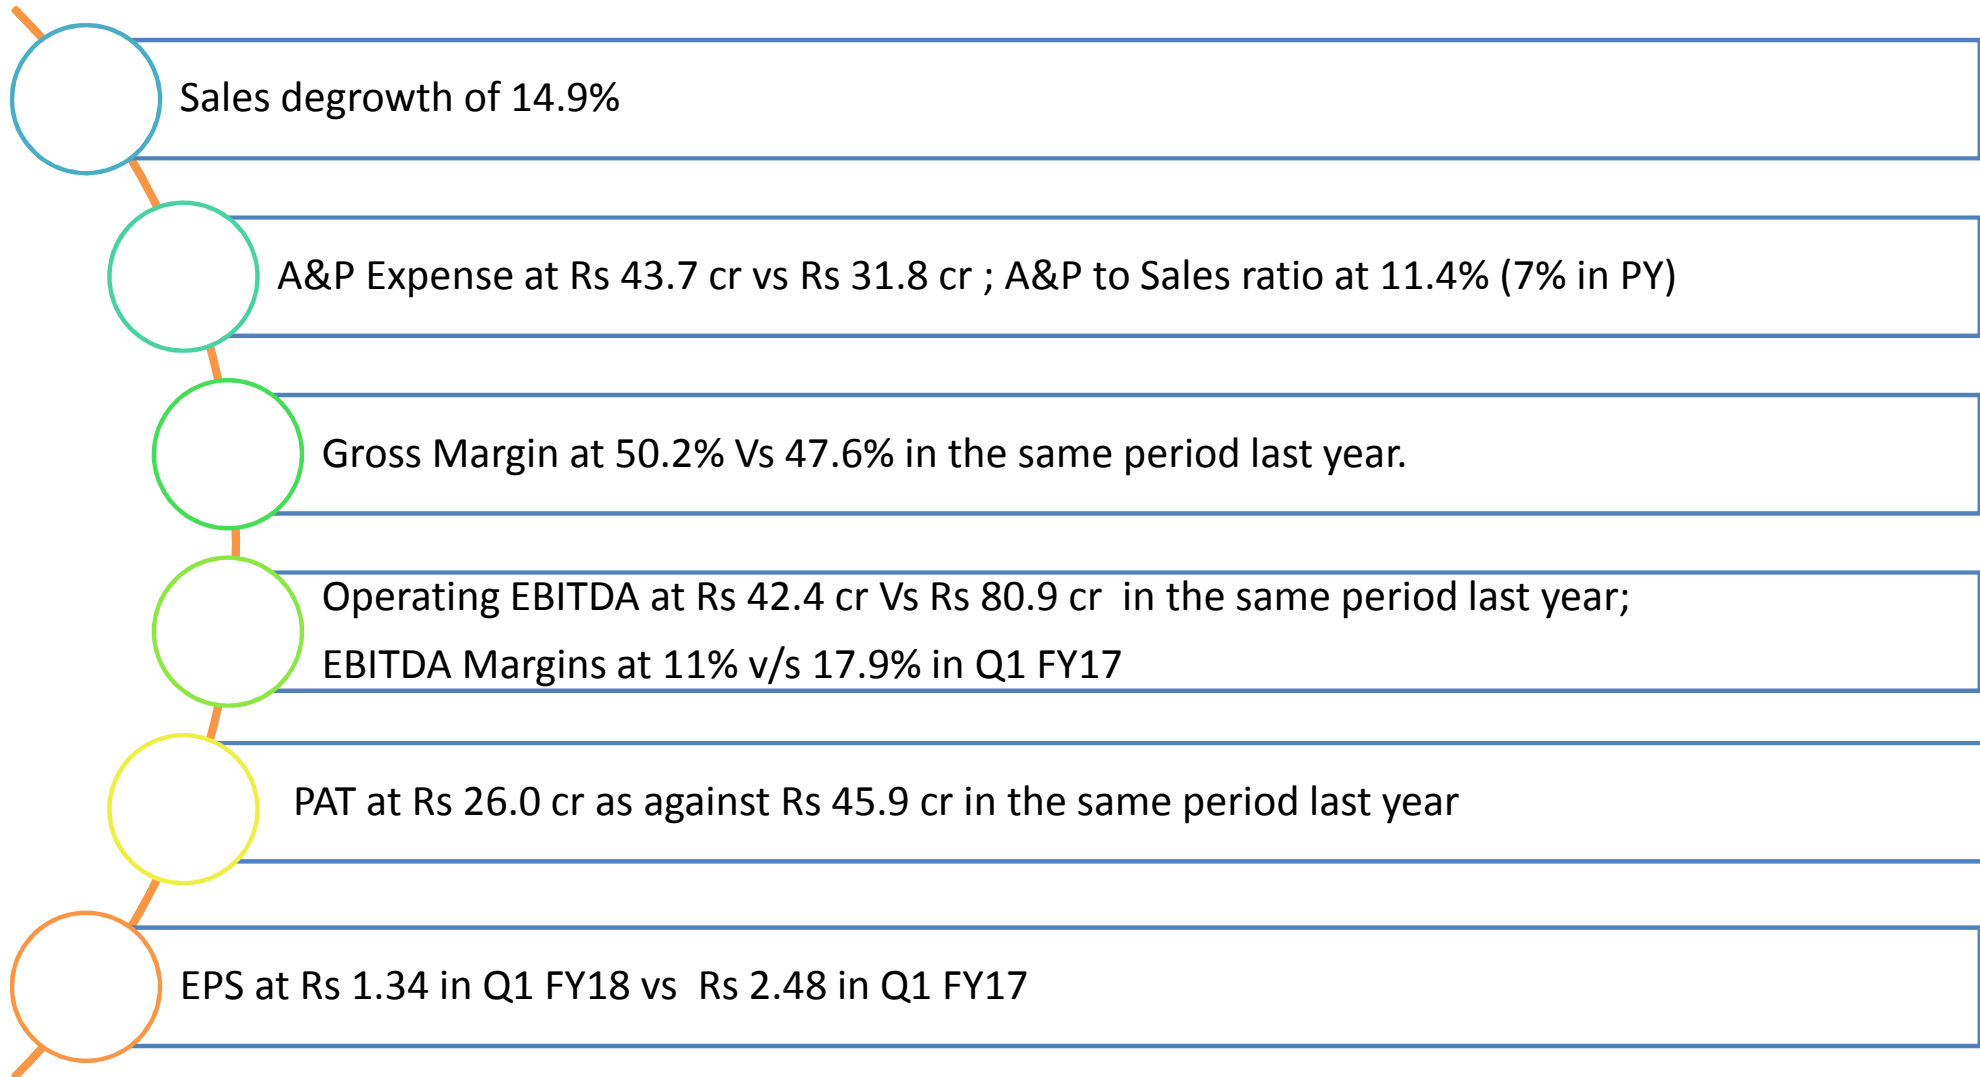 Sales degrowth of 14.9%
A&P Expense at Rs 43.7 cr vs Rs 31.8 cr ; A&P to Sales ratio at 11.4% (7% in PY)
Gross Margin at 50.2% Vs 47.6% in the same period last year.
Operating EBITDA at Rs 42.4 cr Vs Rs 80.9 cr  in the same period last year;
EBITDA Margins at 11% v/s 17.9% in Q1 FY17
PAT at Rs 26.0 cr as against Rs 45.9 cr in the same period last year
EPS at Rs 1.34 in Q1 FY18 vs  Rs 2.48 in Q1 FY17